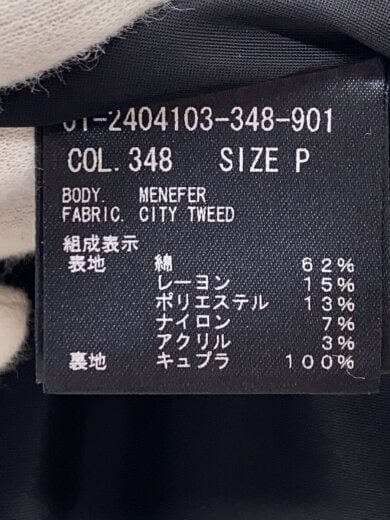 01-2404103-348-901
COL. 348 SIZE P
BODY. MENEFER
FABRIC. CITY TWEED
組成表示
表地 綿 62%
レーヨン 15%
ポリエステル 13%
ナイロン 7%
アクリル 3%
裏地 キュプラ 100%